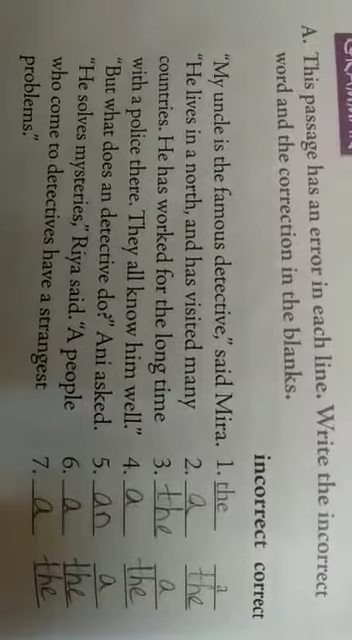 GRAMMAR
A. This passage has an error in each line. Write the incorrect
word and the correction in the blanks.
incorrect correct
"My uncle is the famous detective," said Mira. 1. the a
"He lives in a north, and has visited many 2. a the
countries. He has worked for the long time 3. the a
with a police there. They all know him well." 4. a the
"But what does an detective do?" Ani asked. 5. an a
"He solves mysteries," Riya said. "A people 6. a the
who come to detectives have a strangest 7. a the
problems."